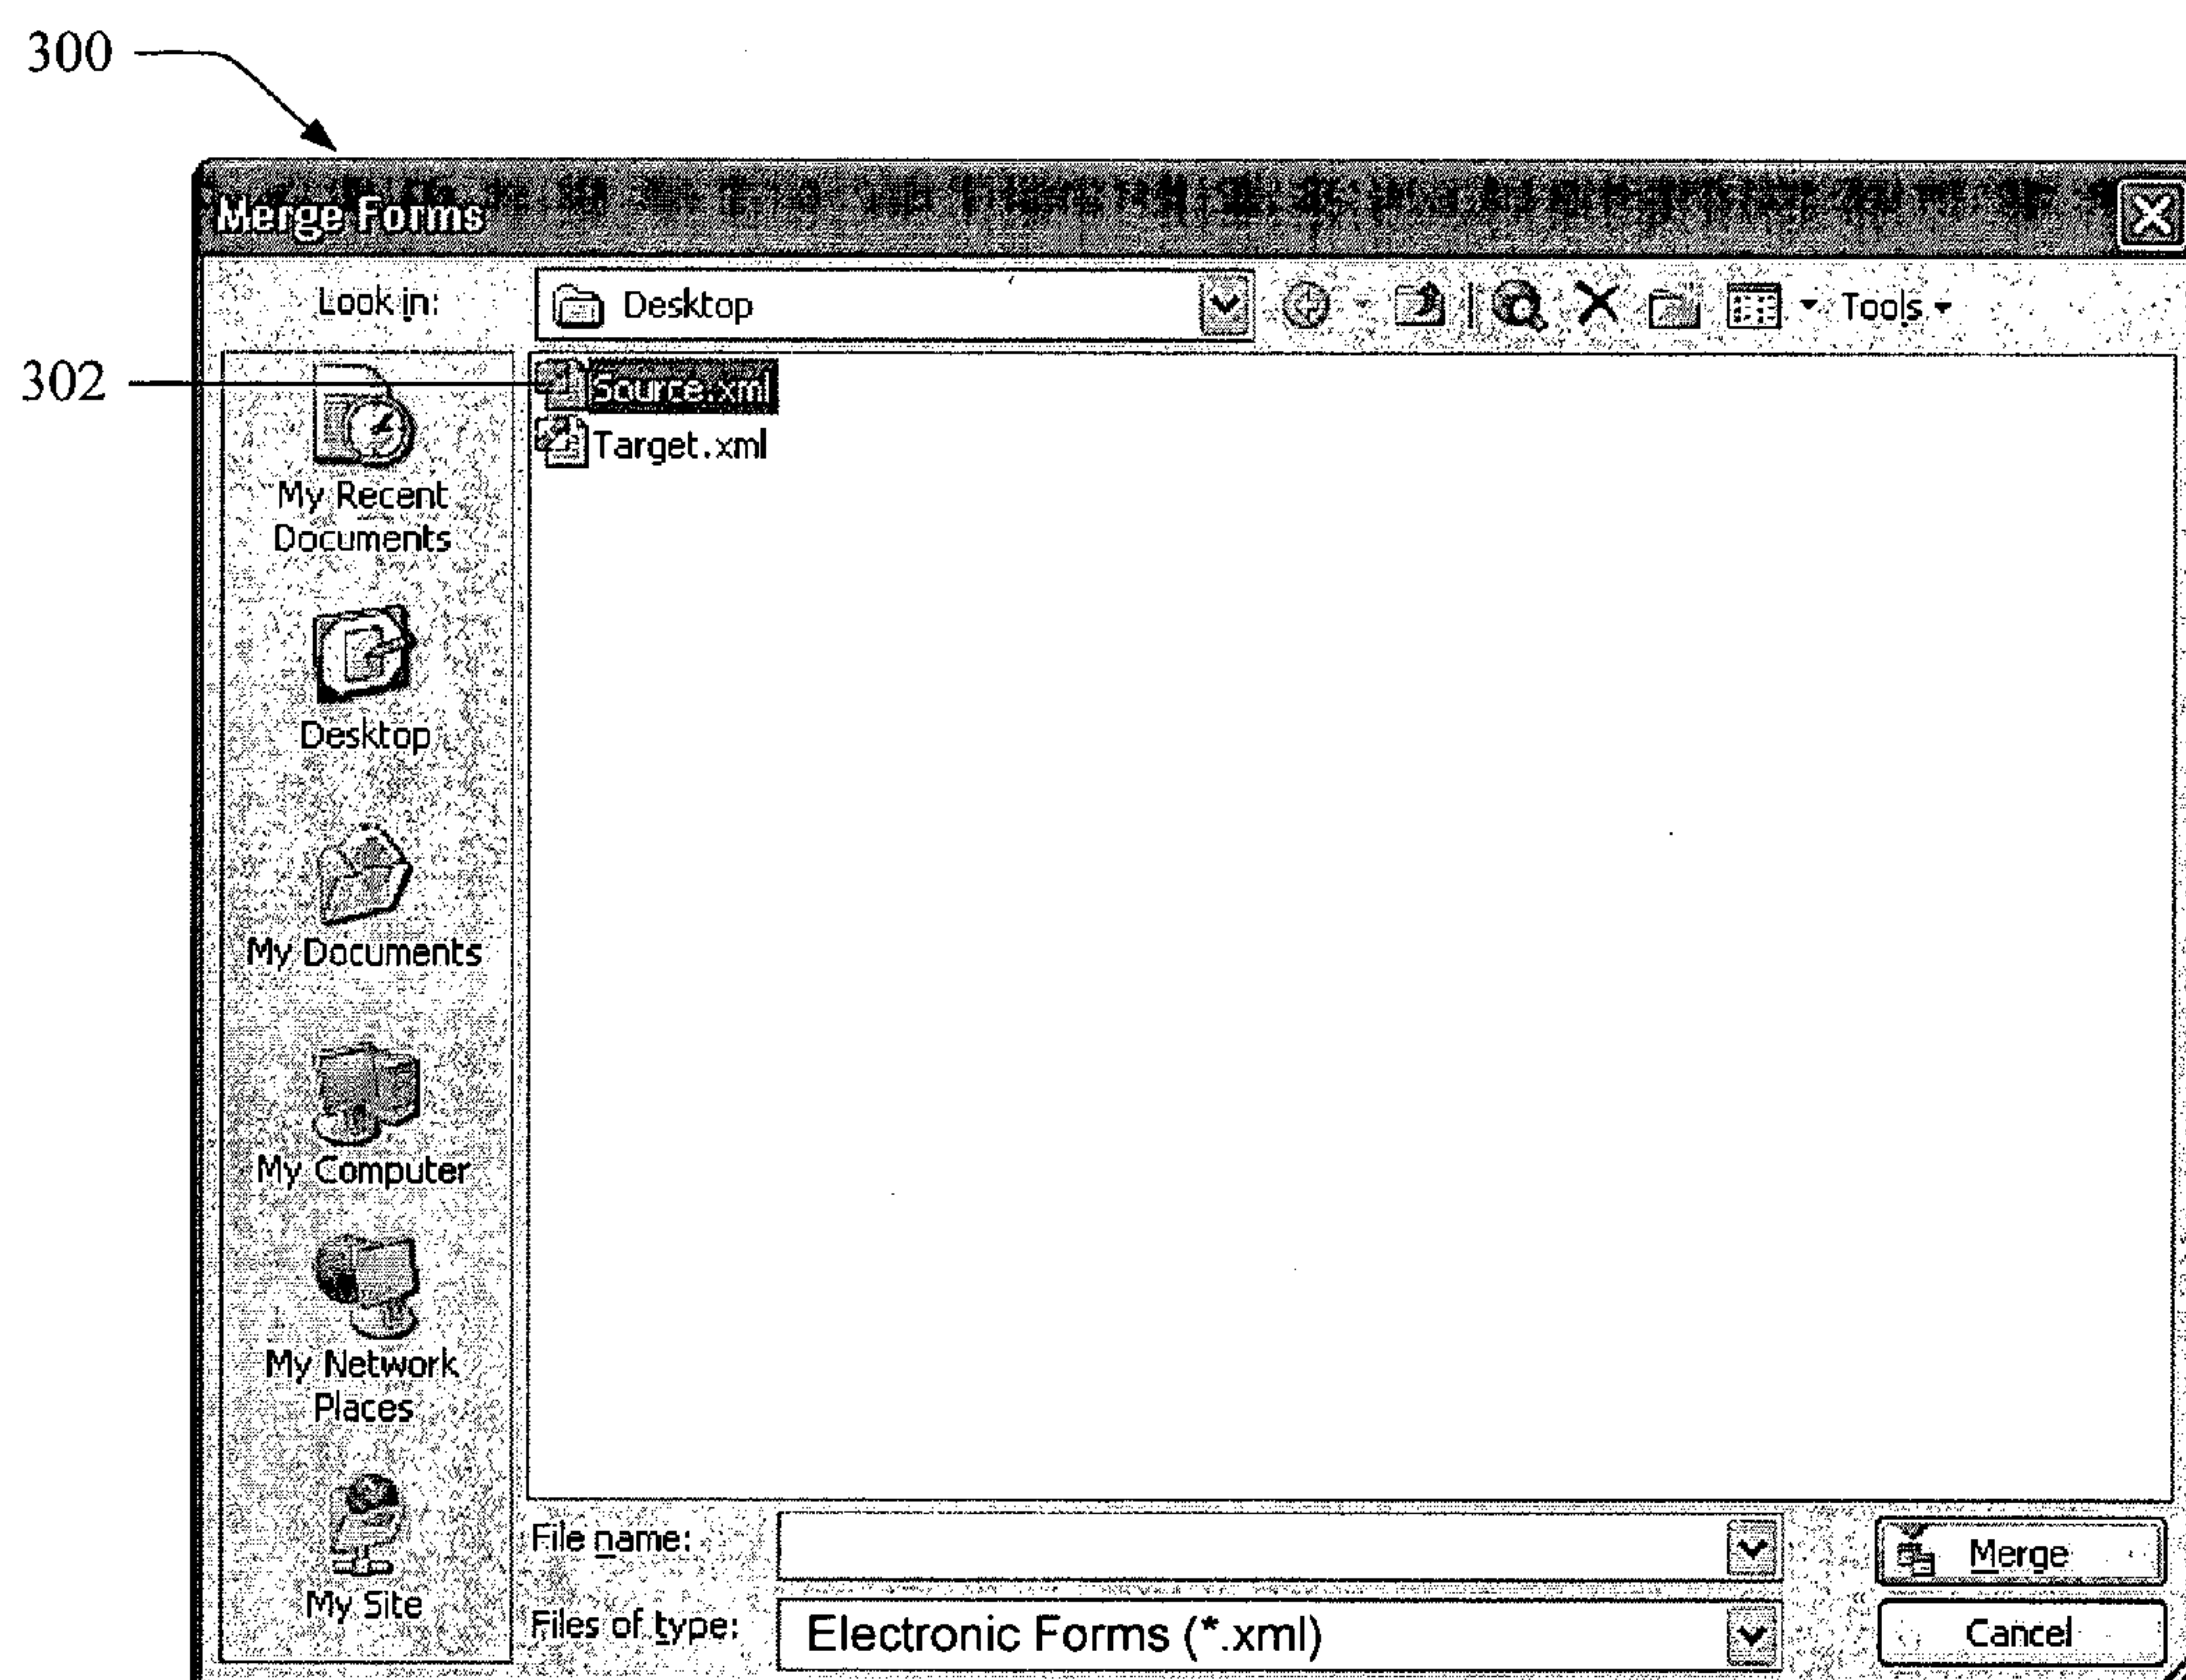 300
Merge Forms
Look in:
Desktop
Tools
302
Source.xml
Target.xml
My Recent
Documents
Desktop
My Documents
My Computer
My Network
Places
My Site
File name:
Merge
Files of type:
Electronic Forms (*.xml)
Cancel